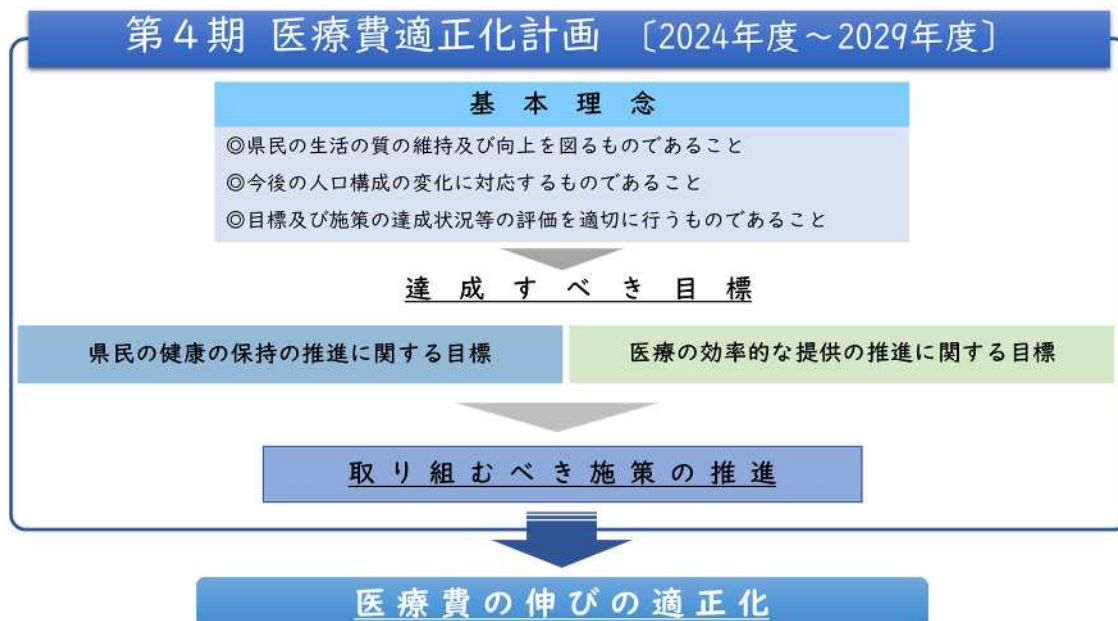 第4期 医療費適正化計画 〔2024年度～2029年度〕
基本理念
◎県民の生活の質の維持及び向上を図るものであること
◎今後の人口構成の変化に対応するものであること
◎目標及び施策の達成状況等の評価を適切に行うものであること
達成すべき目標
県民の健康の保持の推進に関する目標
医療の効率的な提供の推進に関する目標
取り組むべき施策の推進
医療費の伸びの適正化